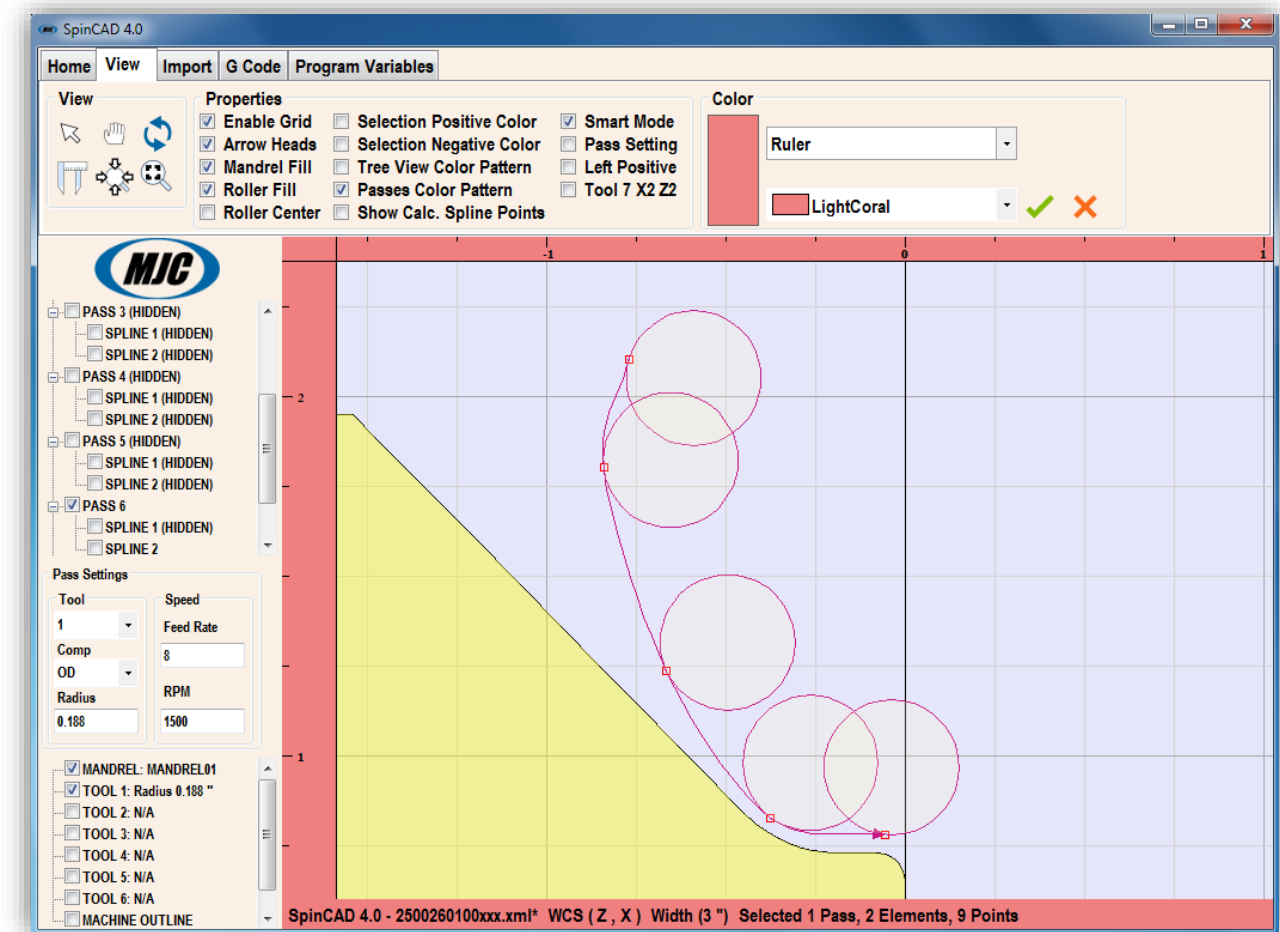 SpinCAD 4.0
Home View Import G Code Program Variables
View
Properties
Enable Grid
Arrow Heads
Mandrel Fill
Roller Fill
Roller Center
Selection Positive Color
Selection Negative Color
Tree View Color Pattern
Passes Color Pattern
Show Calc. Spline Points
Smart Mode
Pass Setting
Left Positive
Tool 7 X2 Z2
Color
Ruler
LightCoral
MJC
PASS 3 (HIDDEN)
SPLINE 1 (HIDDEN)
SPLINE 2 (HIDDEN)
PASS 4 (HIDDEN)
SPLINE 1 (HIDDEN)
SPLINE 2 (HIDDEN)
PASS 5 (HIDDEN)
SPLINE 1 (HIDDEN)
SPLINE 2 (HIDDEN)
PASS 6
SPLINE 1 (HIDDEN)
SPLINE 2
Pass Settings
Tool
1
Comp
OD
Radius
0.188
Speed
Feed Rate
8
RPM
1500
MANDREL: MANDREL01
TOOL 1: Radius 0.188 "
TOOL 2: N/A
TOOL 3: N/A
TOOL 4: N/A
TOOL 5: N/A
TOOL 6: N/A
MACHINE OUTLINE
-1 0 1
2
1
SpinCAD 4.0 - 2500260100xxx.xml* WCS ( Z , X ) Width (3 ") Selected 1 Pass, 2 Elements, 9 Points